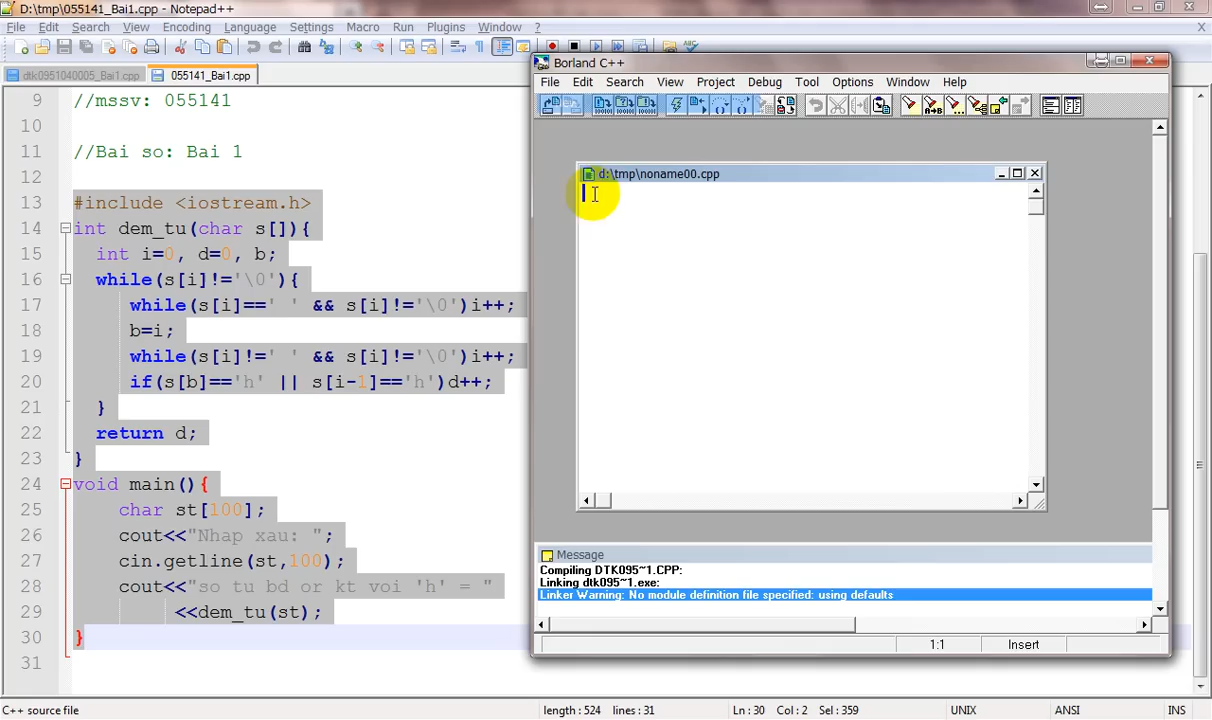 D:\tmp\055141_Bai1.cpp - Notepad++
File Edit Search View Encoding Language Settings Macro Run Plugins Window ?
dtk0951040005_Bai1.cpp 055141_Bai1.cpp
9 //mssv: 055141
10
11 //Bai so: Bai 1
12
13 #include <iostream.h>
14 int dem_tu(char s[]){
15 int i=0, d=0, b;
16 while(s[i]!='\0'){
17 while(s[i]==' ' && s[i]!='\0')i++;
18 b=i;
19 while(s[i]!=' ' && s[i]!='\0')i++;
20 if(s[b]=='h' || s[i-1]=='h')d++;
21 }
22 return d;
23 }
24 void main(){
25 char st[100];
26 cout<<"Nhap xau: ";
27 cin.getline(st,100);
28 cout<<"so tu bd or kt voi 'h' = "
29 <<dem_tu(st);
30 }
31
C++ source file length : 524 lines : 31 Ln : 30 Col : 2 Sel : 359 UNIX ANSI INS
Borland C++
File Edit Search View Project Debug Tool Options Window Help
d:\tmp\noname00.cpp
Message
Compiling DTK095~1.CPP:
Linking dtk095~1.exe:
Linker Warning: No module definition file specified: using defaults
1:1 Insert